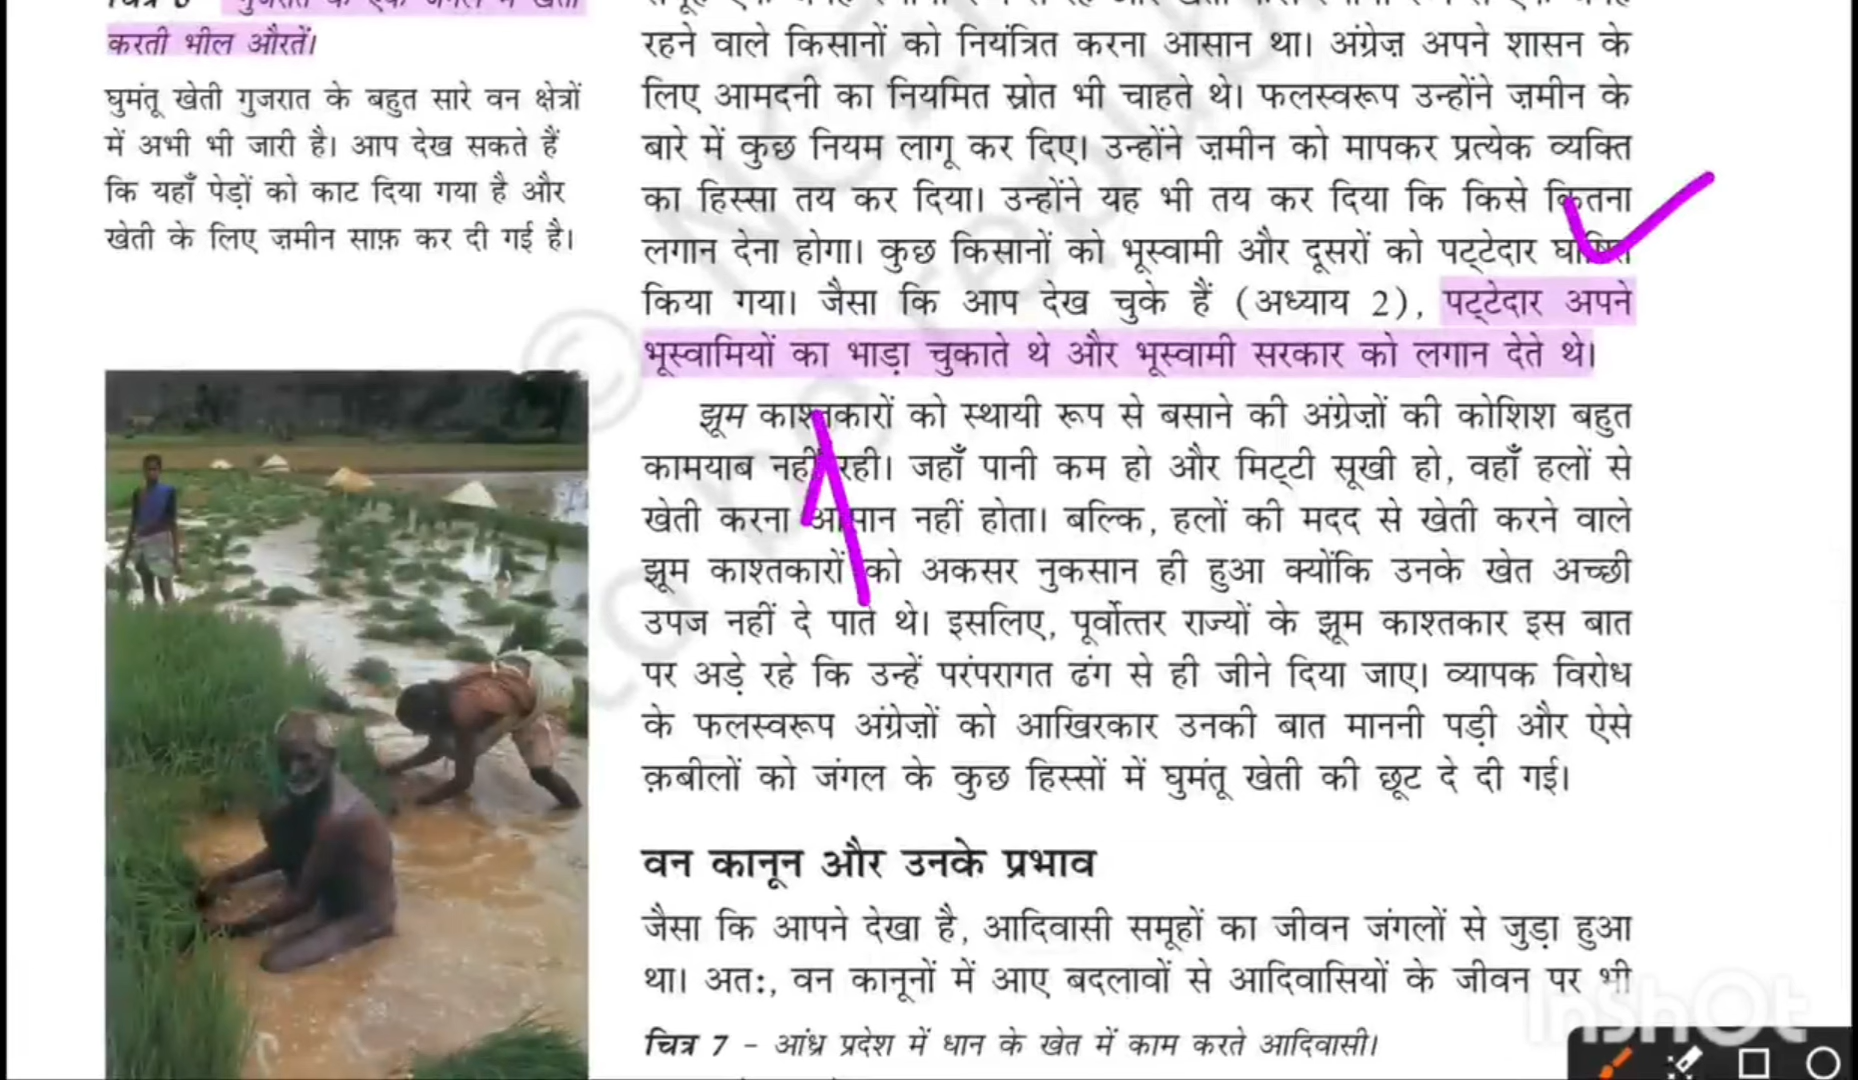 करती भील औरतें।
घुमंतू खेती गुजरात के बहुत सारे वन क्षेत्रों
में अभी भी जारी है। आप देख सकते हैं
कि यहाँ पेड़ों को काट दिया गया है और
खेती के लिए ज़मीन साफ़ कर दी गई है।
रहने वाले किसानों को नियंत्रित करना आसान था। अंग्रेज़ अपने शासन के
लिए आमदनी का नियमित स्रोत भी चाहते थे। फलस्वरूप उन्होंने ज़मीन के
बारे में कुछ नियम लागू कर दिए। उन्होंने ज़मीन को मापकर प्रत्येक व्यक्ति
का हिस्सा तय कर दिया। उन्होंने यह भी तय कर दिया कि किसे कितना
लगान देना होगा। कुछ किसानों को भूस्वामी और दूसरों को पट्टेदार घोषित
किया गया। जैसा कि आप देख चुके हैं (अध्याय 2), पट्टेदार अपने
भूस्वामियों का भाड़ा चुकाते थे और भूस्वामी सरकार को लगान देते थे।
झूम काश्तकारों को स्थायी रूप से बसाने की अंग्रेज़ों की कोशिश बहुत
कामयाब नहीं रही। जहाँ पानी कम हो और मिट्टी सूखी हो, वहाँ हलों से
खेती करना आसान नहीं होता। बल्कि, हलों की मदद से खेती करने वाले
झूम काश्तकारों को अकसर नुकसान ही हुआ क्योंकि उनके खेत अच्छी
उपज नहीं दे पाते थे। इसलिए, पूर्वोत्तर राज्यों के झूम काश्तकार इस बात
पर अड़े रहे कि उन्हें परंपरागत ढंग से ही जीने दिया जाए। व्यापक विरोध
के फलस्वरूप अंग्रेज़ों को आखिरकार उनकी बात माननी पड़ी और ऐसे
क़बीलों को जंगल के कुछ हिस्सों में घुमंतू खेती की छूट दे दी गई।
वन कानून और उनके प्रभाव
जैसा कि आपने देखा है, आदिवासी समूहों का जीवन जंगलों से जुड़ा हुआ
था। अत:, वन कानूनों में आए बदलावों से आदिवासियों के जीवन पर भी
चित्र 7 - आंध्र प्रदेश में धान के खेत में काम करते आदिवासी।
InShOt